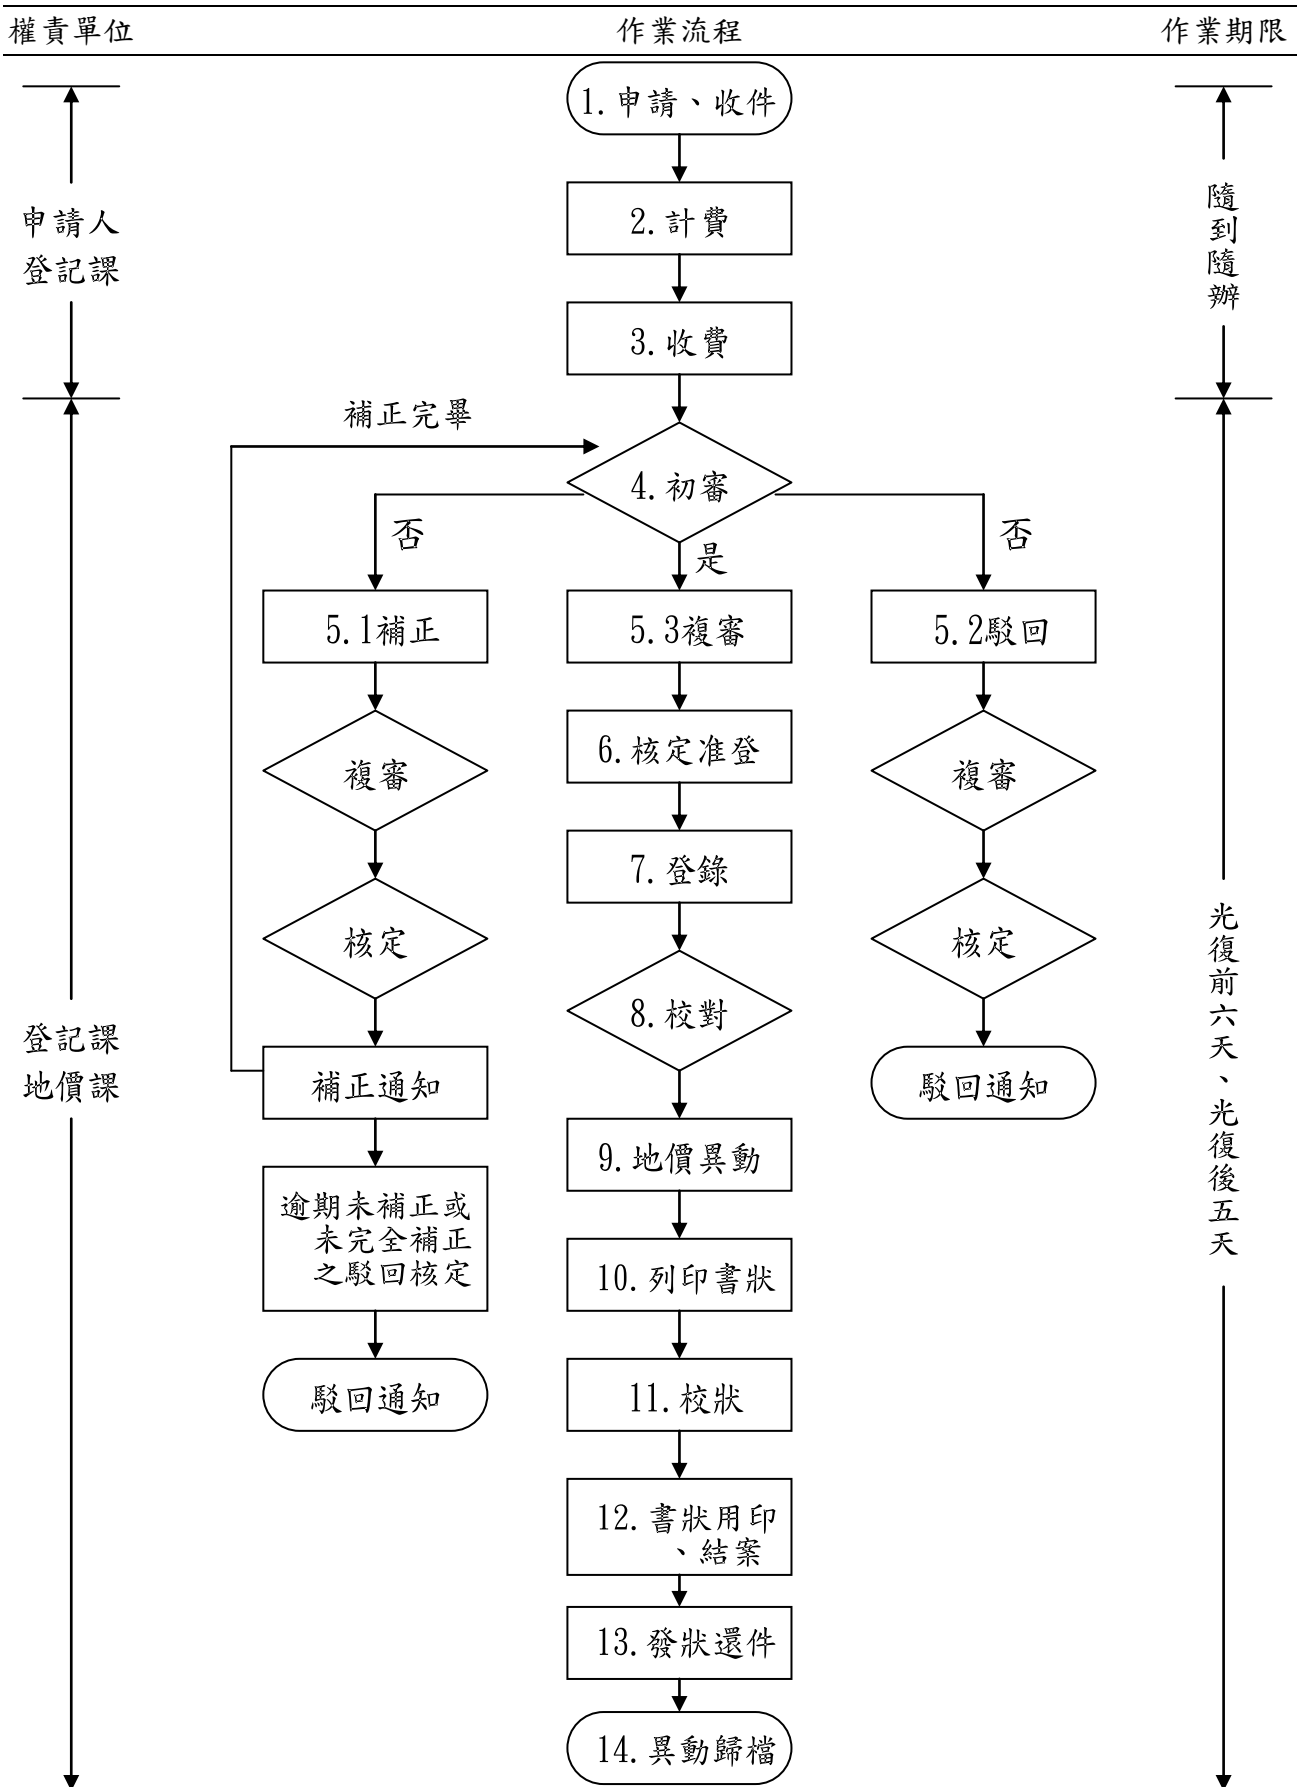 權責單位
作業流程
作業期限
1.申請、收件
2.計費
申請人
登記課
隨到隨辦
3.收費
補正完畢
4.初審
否
是
否
5.1補正
5.3複審
5.2駁回
複審
6.核定准登
複審
7.登錄
核定
核定
8.校對
登記課
地價課
光復前六天、光復後五天
補正通知
駁回通知
9.地價異動
逾期未補正或
未完全補正
之駁回核定
10.列印書狀
駁回通知
11.校狀
12.書狀用印
、結案
13.發狀還件
14.異動歸檔